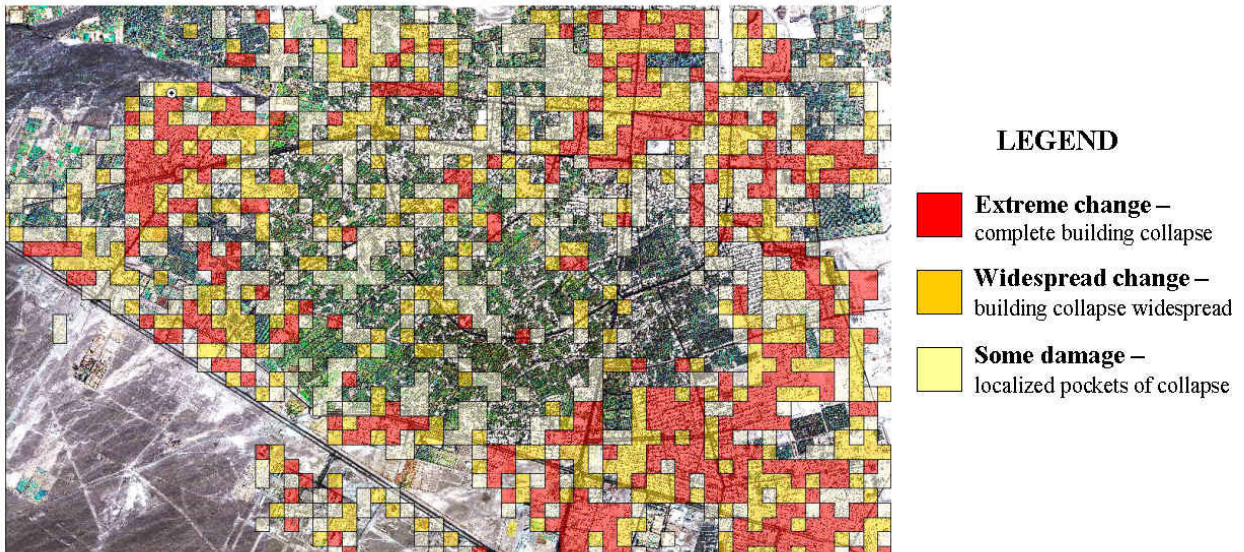 LEGEND
Extreme change –
complete building collapse
Widespread change –
building collapse widespread
Some damage –
localized pockets of collapse